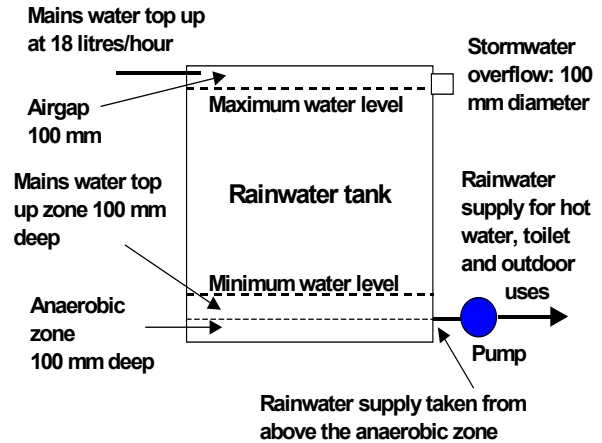 Mains water top up
at 18 litres/hour
Stormwater
overflow: 100
mm diameter
Airgap
100 mm
Maximum water level
Mains water top
up zone 100 mm
deep
Rainwater tank
Rainwater
supply for hot
water, toilet
and outdoor
uses
Minimum water level
Anaerobic
zone
100 mm deep
Pump
Rainwater supply taken from
above the anaerobic zone